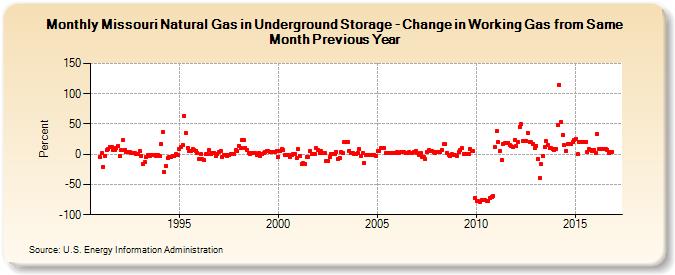 Monthly Missouri Natural Gas in Underground Storage - Change in Working Gas from Same
Month Previous Year
Percent
150
100
50
0
-50
-100
1995
2000
2005
2010
2015
Source: U.S. Energy Information Administration